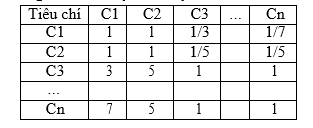 Tiêu chí C1 C2 C3 ... Cn
C1 1 1 1/3 1/7
C2 1 1 1/5 1/5
C3 3 5 1 1
...
Cn 7 5 1 1